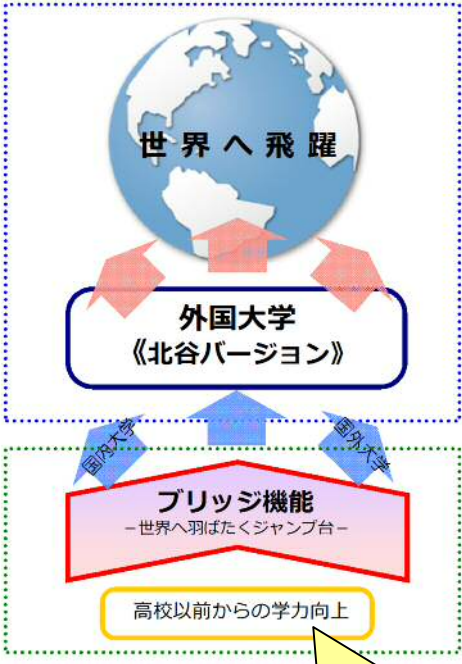 世界へ飛躍
外国大学
《北谷バージョン》
国内大学
国外大学
ブリッジ機能
－世界へ羽ばたくジャンプ台－
高校以前からの学力向上